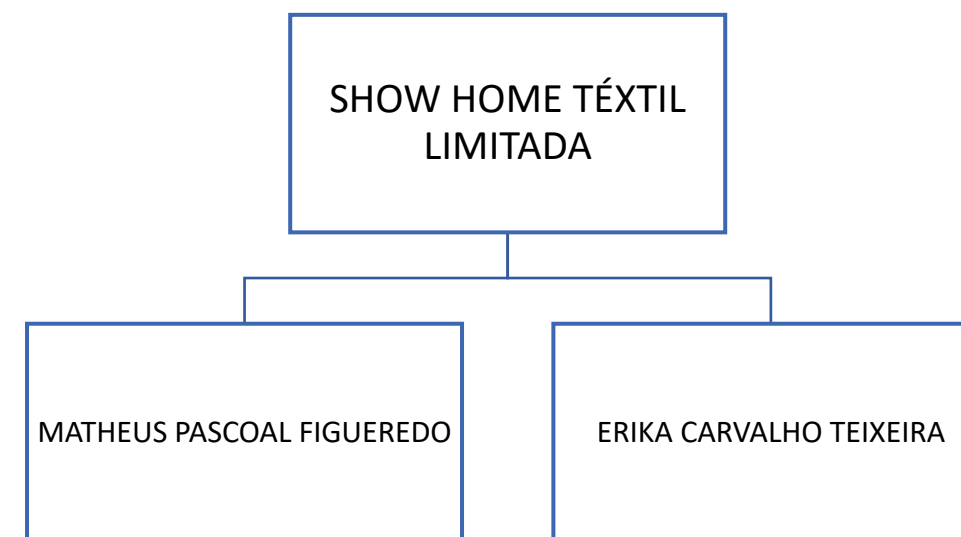 SHOW HOME TÉXTIL
LIMITADA
MATHEUS PASCOAL FIGUEREDO
ERIKA CARVALHO TEIXEIRA